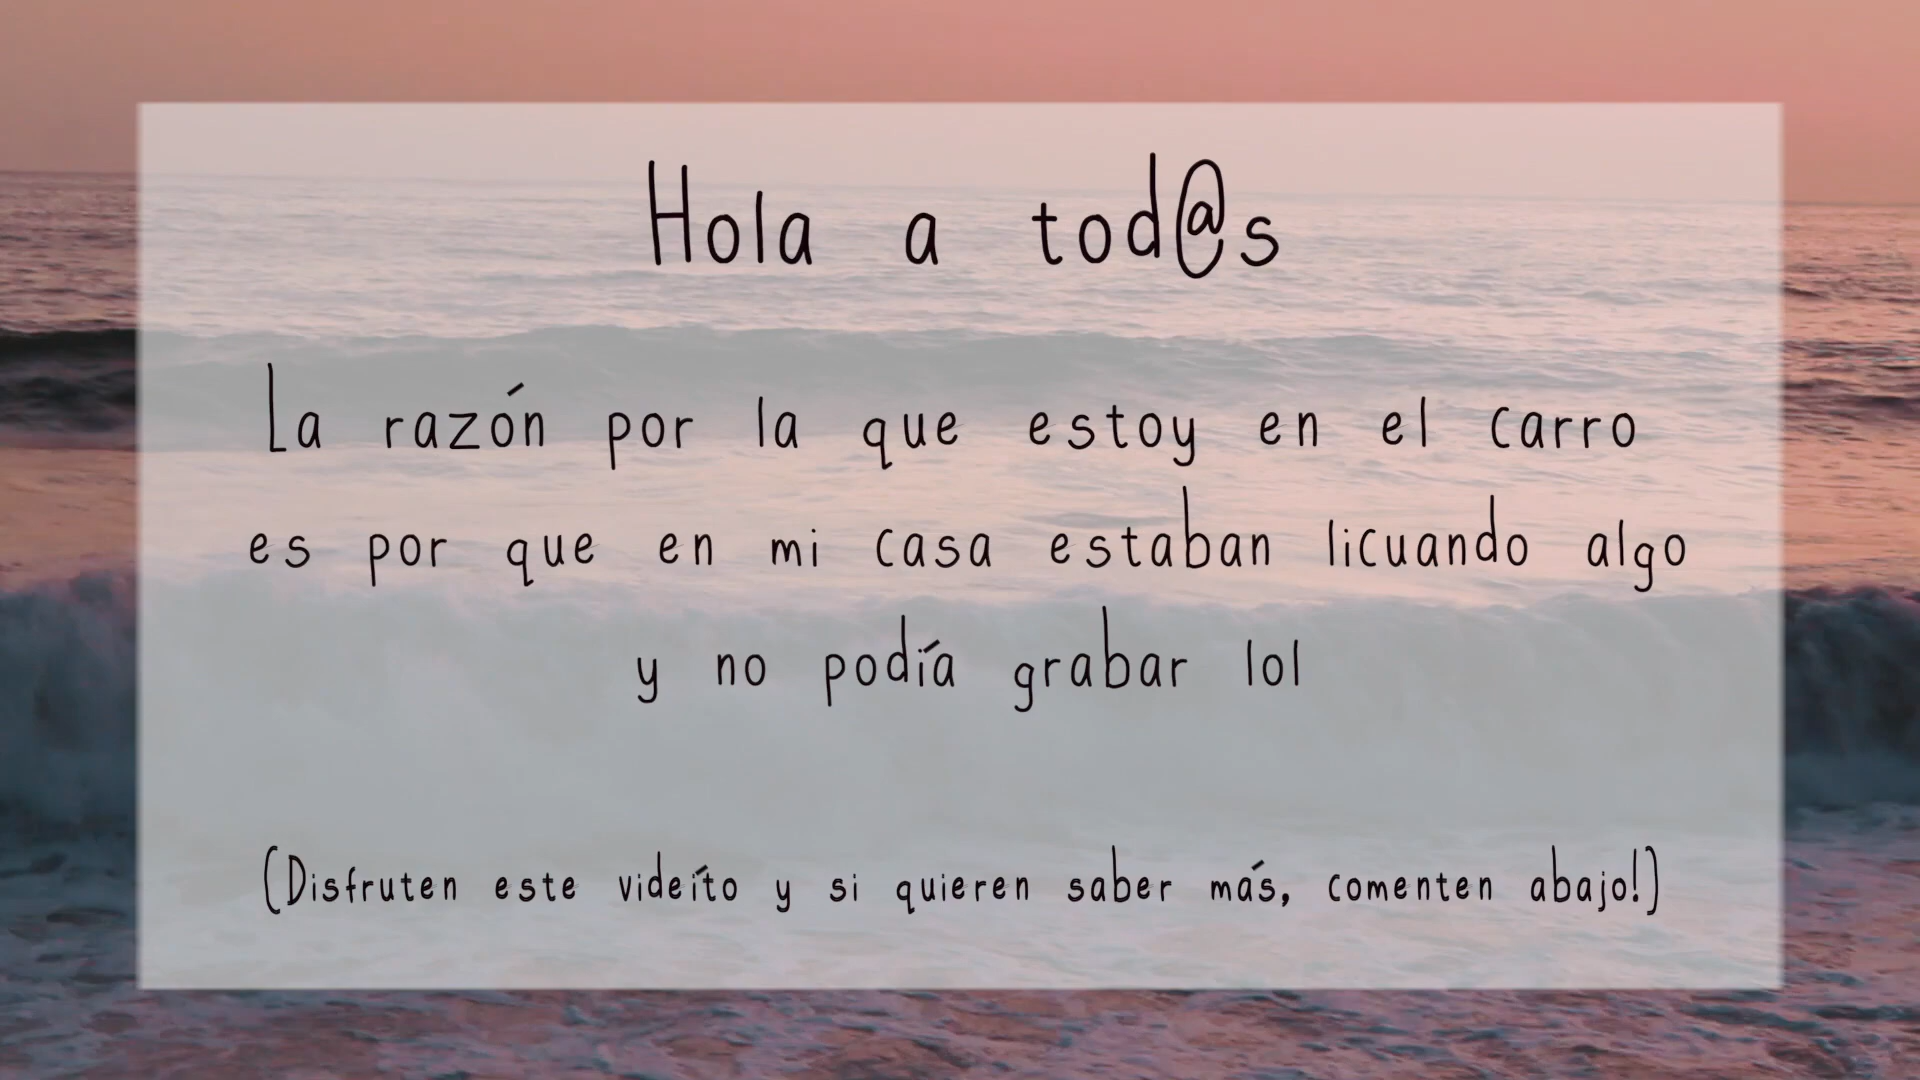 Hola a tod@s
La razón por la que estoy en el carro
es por que en mi casa estaban licuando algo
y no podía grabar lol
(Disfruten este videíto y si quieren saber más, comenten abajo!)